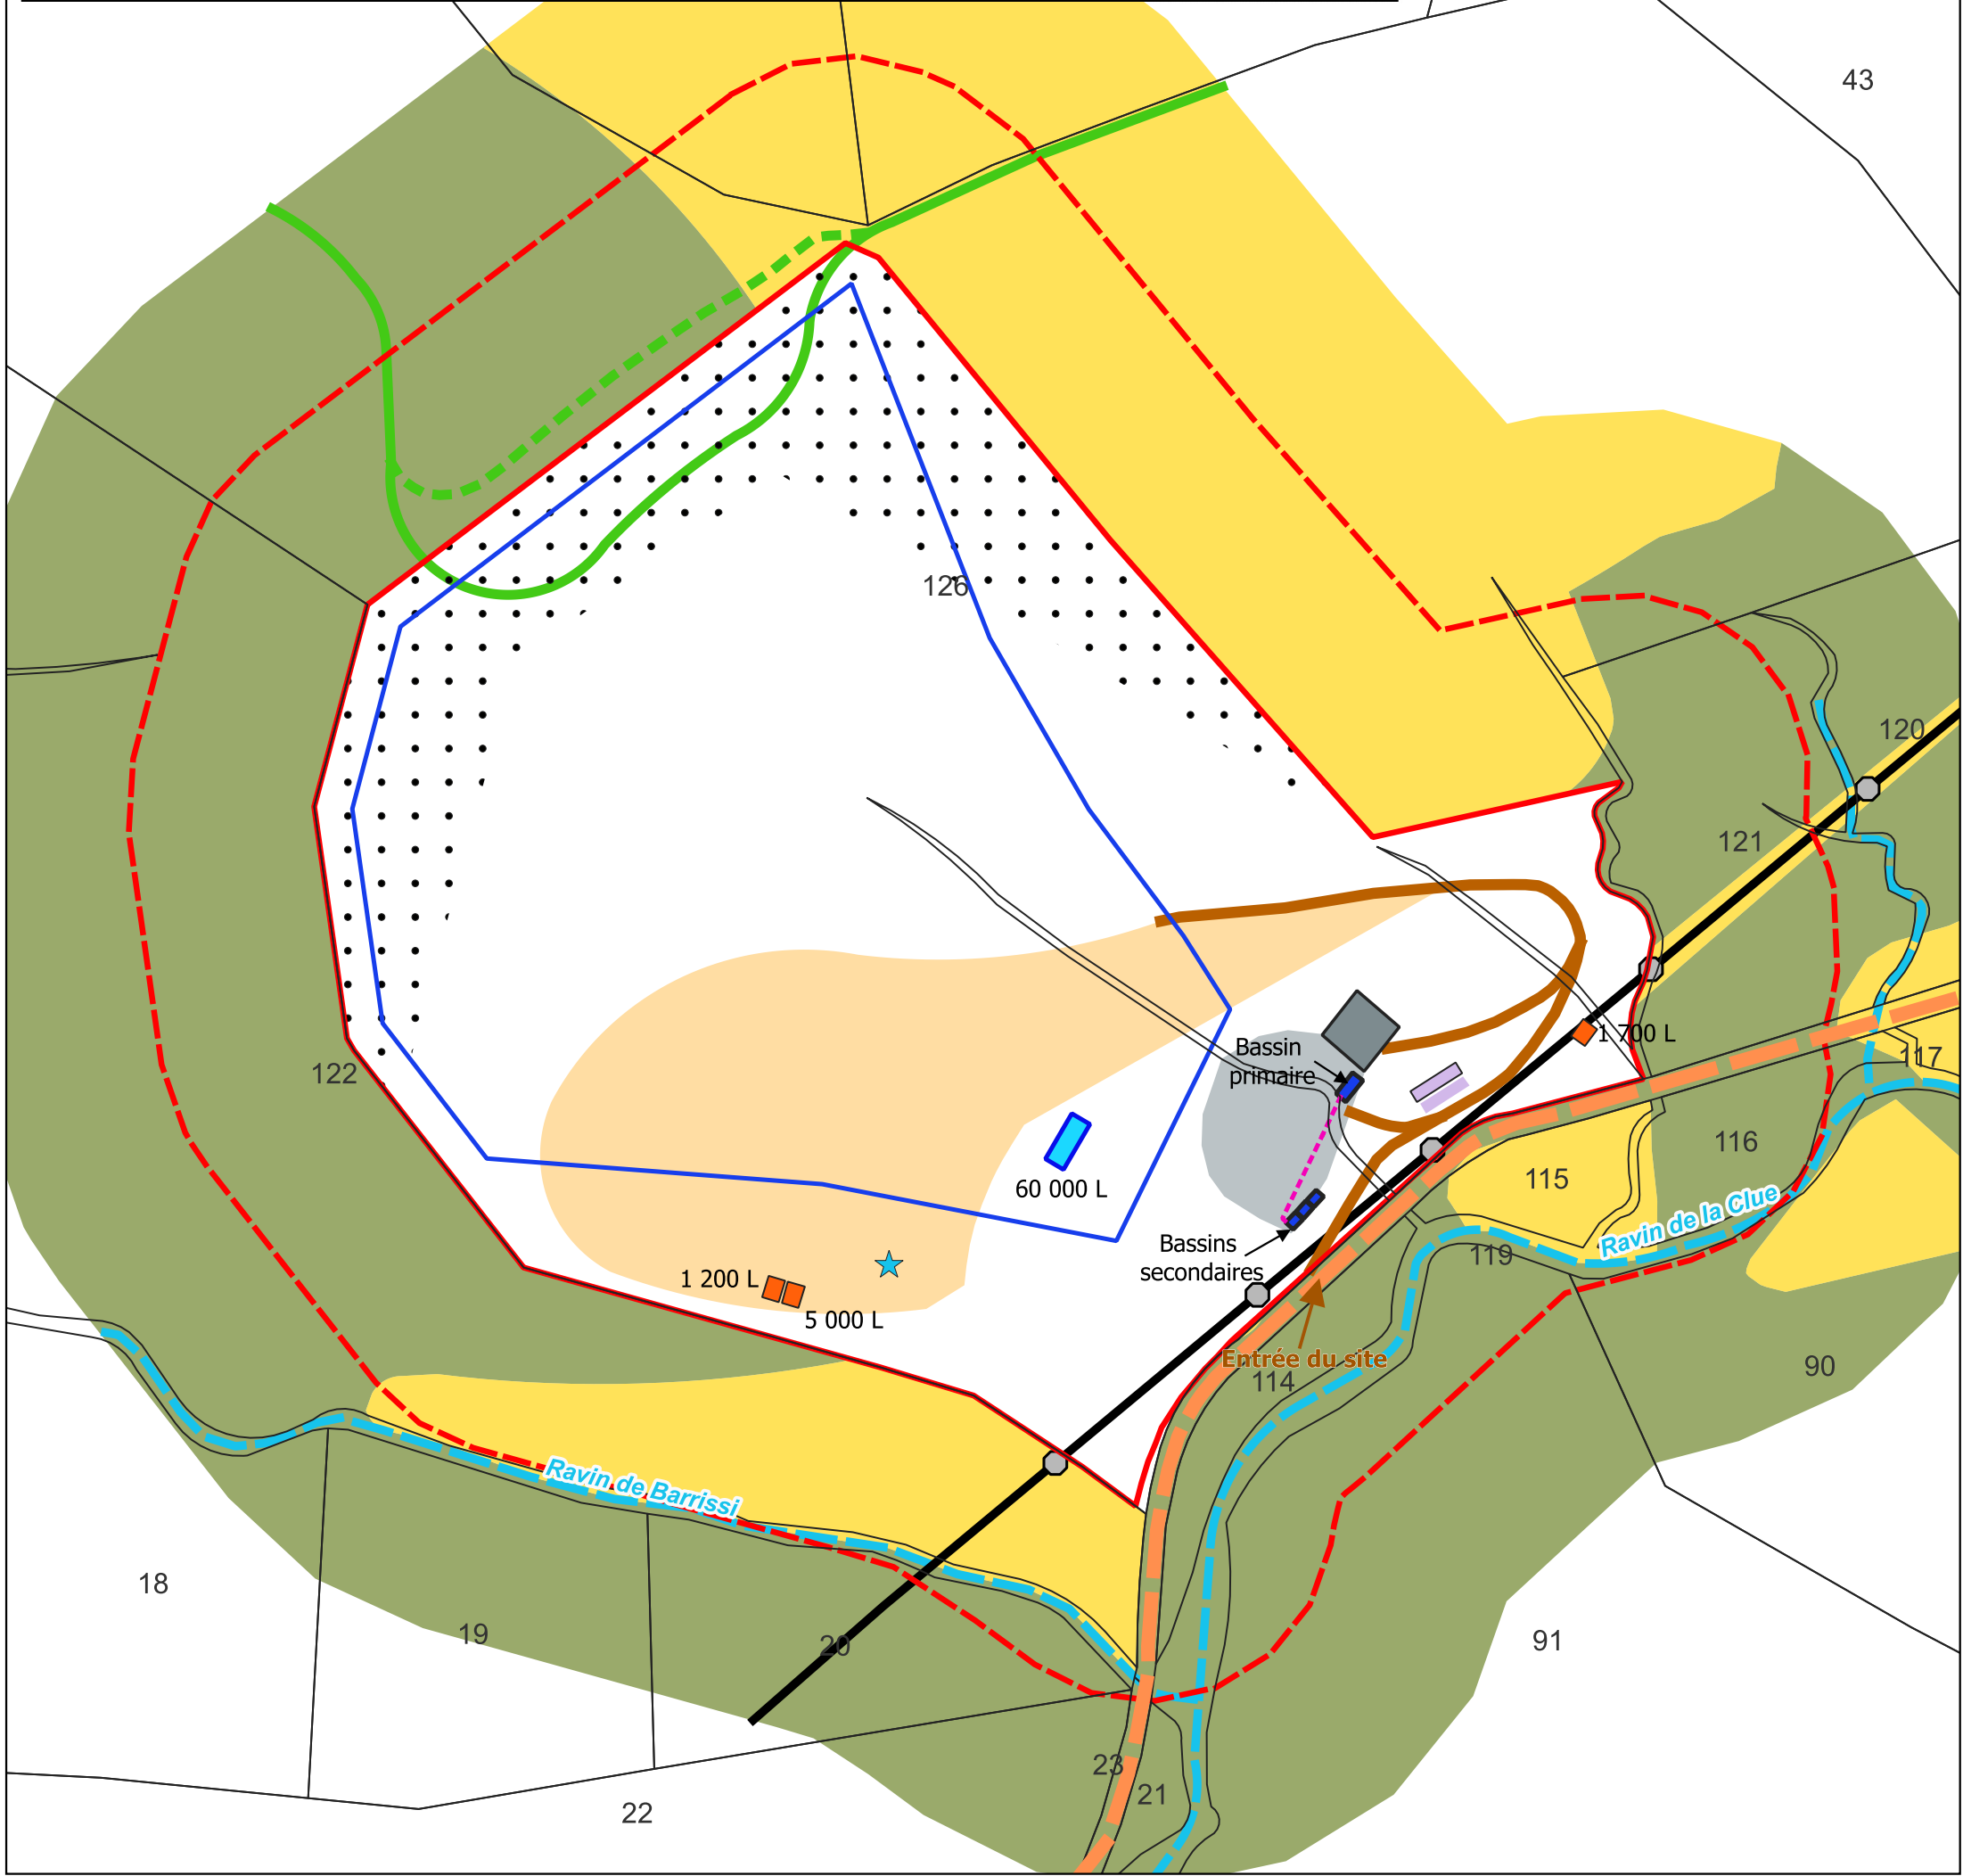 43
126
120
121
Bassin
primaire
1 700 L
117
122
116
115
60 000 L
Ravin de la Clue
119
Bassins
secondaires
1 200 L
5 000 L
Entrée du site
114
90
Ravin de Barrissi
18
19
20
91
23
21
22